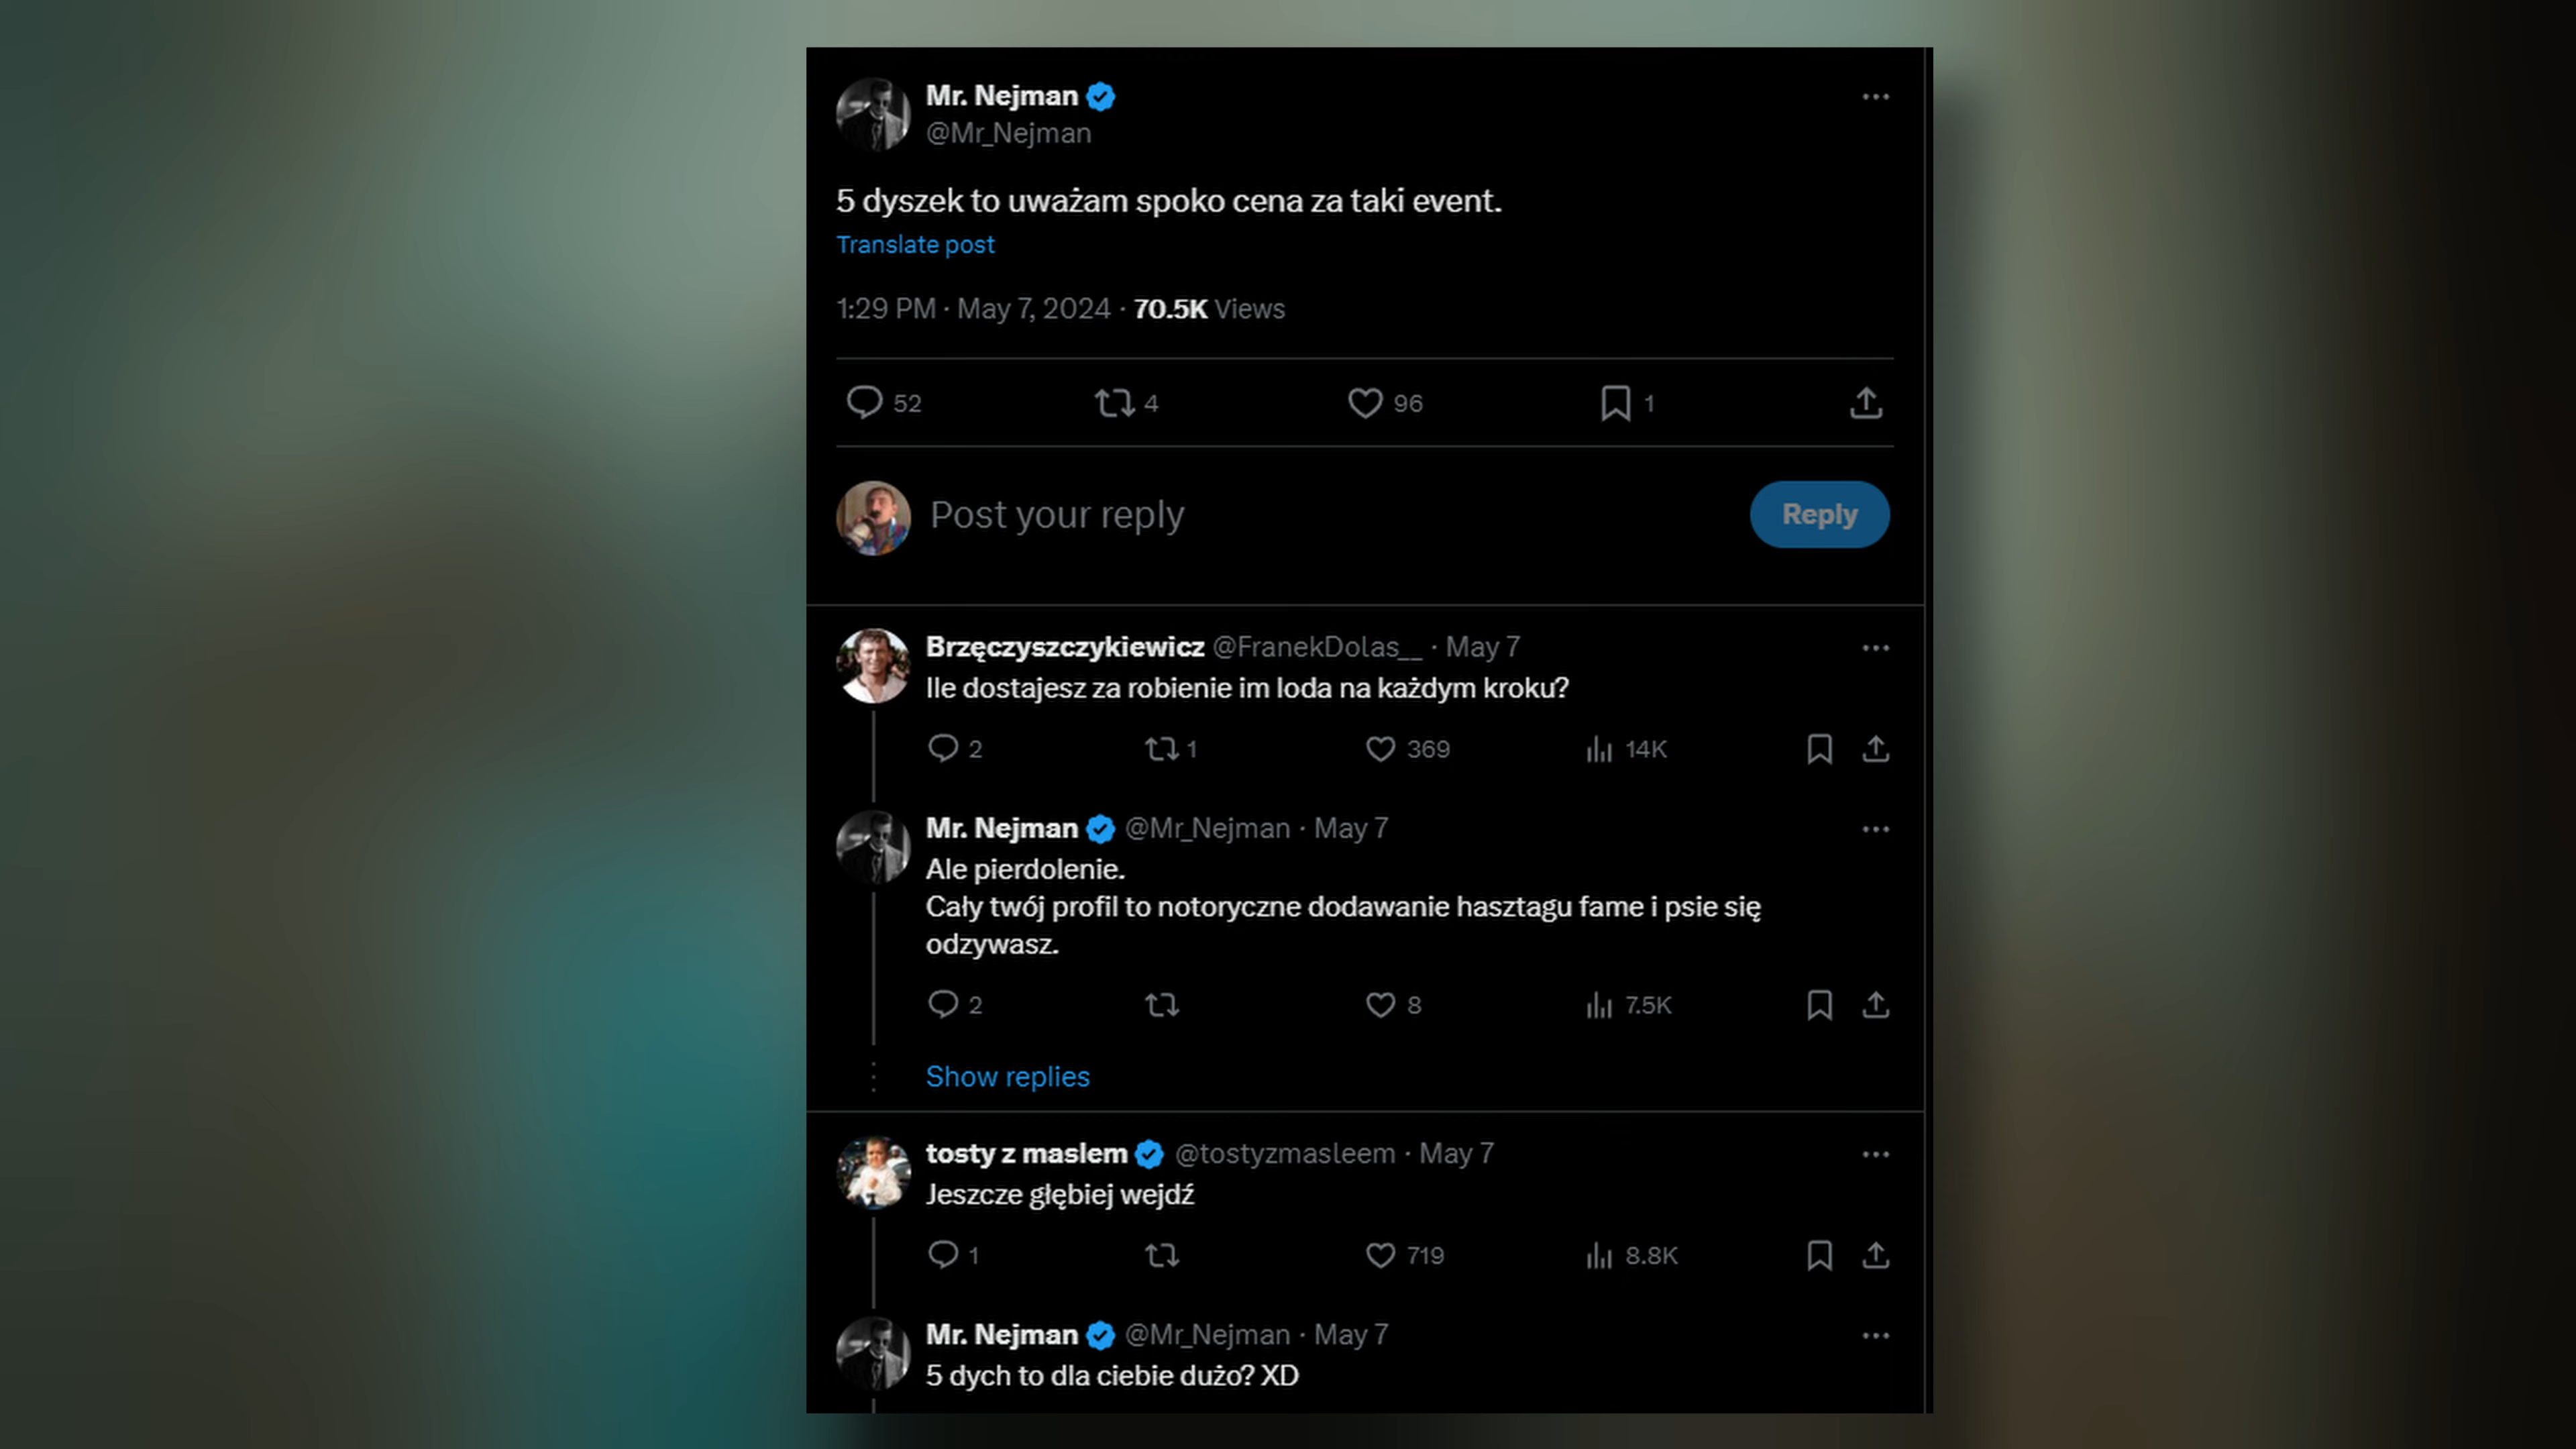 Mr. Nejman
@Mr_Nejman
5 dyszek to uważam spoko cena za taki event.
Translate post
1:29 PM · May 7, 2024 · 70.5K Views
52 4 96 1
Post your reply Reply
Brzęczyszczykiewicz @FranekDolas__ · May 7
Ile dostajesz za robienie im loda na każdym kroku?
2 1 369 14K
Mr. Nejman @Mr_Nejman · May 7
Ale pierdolenie.
Cały twój profil to notoryczne dodawanie hasztagu fame i psie się
odzywasz.
2 8 7.5K
Show replies
tosty z maslem @tostyzmasleem · May 7
Jeszcze głębiej wejdź
1 719 8.8K
Mr. Nejman @Mr_Nejman · May 7
5 dych to dla ciebie dużo? XD